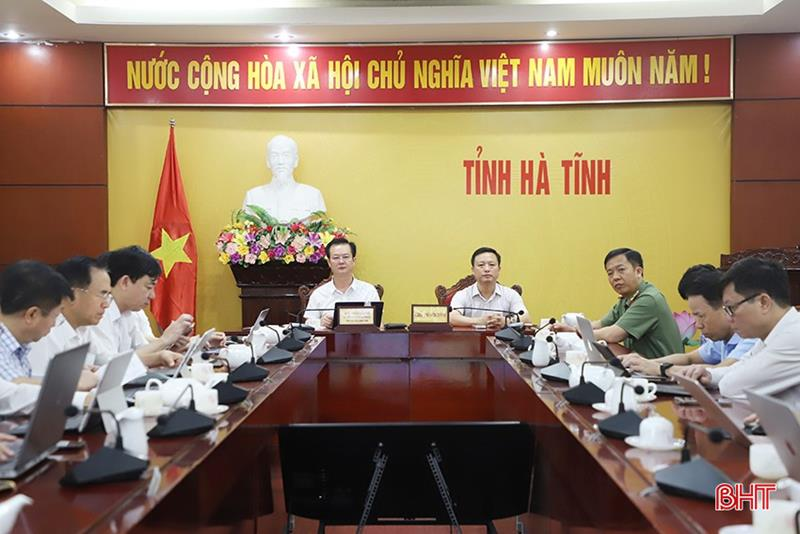 NƯỚC CỘNG HÒA XÃ HỘI CHỦ NGHĨA VIỆT NAM MUÔN NĂM !
TỈNH HÀ TĨNH
BHT